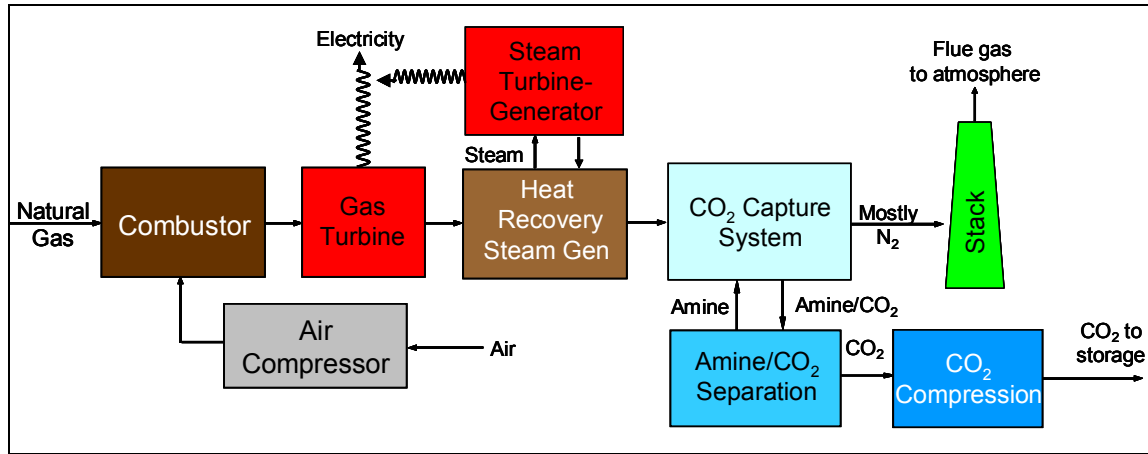 Electricity
Steam
Turbine-
Generator
Flue gas
to atmosphere
Natural
Gas
Combustor
Gas
Turbine
Steam
Heat
Recovery
Steam Gen
CO₂ Capture
System
Mostly
N₂
Stack
Air
Compressor
Air
Amine
Amine/CO₂
Amine/CO₂
Separation
CO₂
CO₂
Compression
CO₂ to
storage